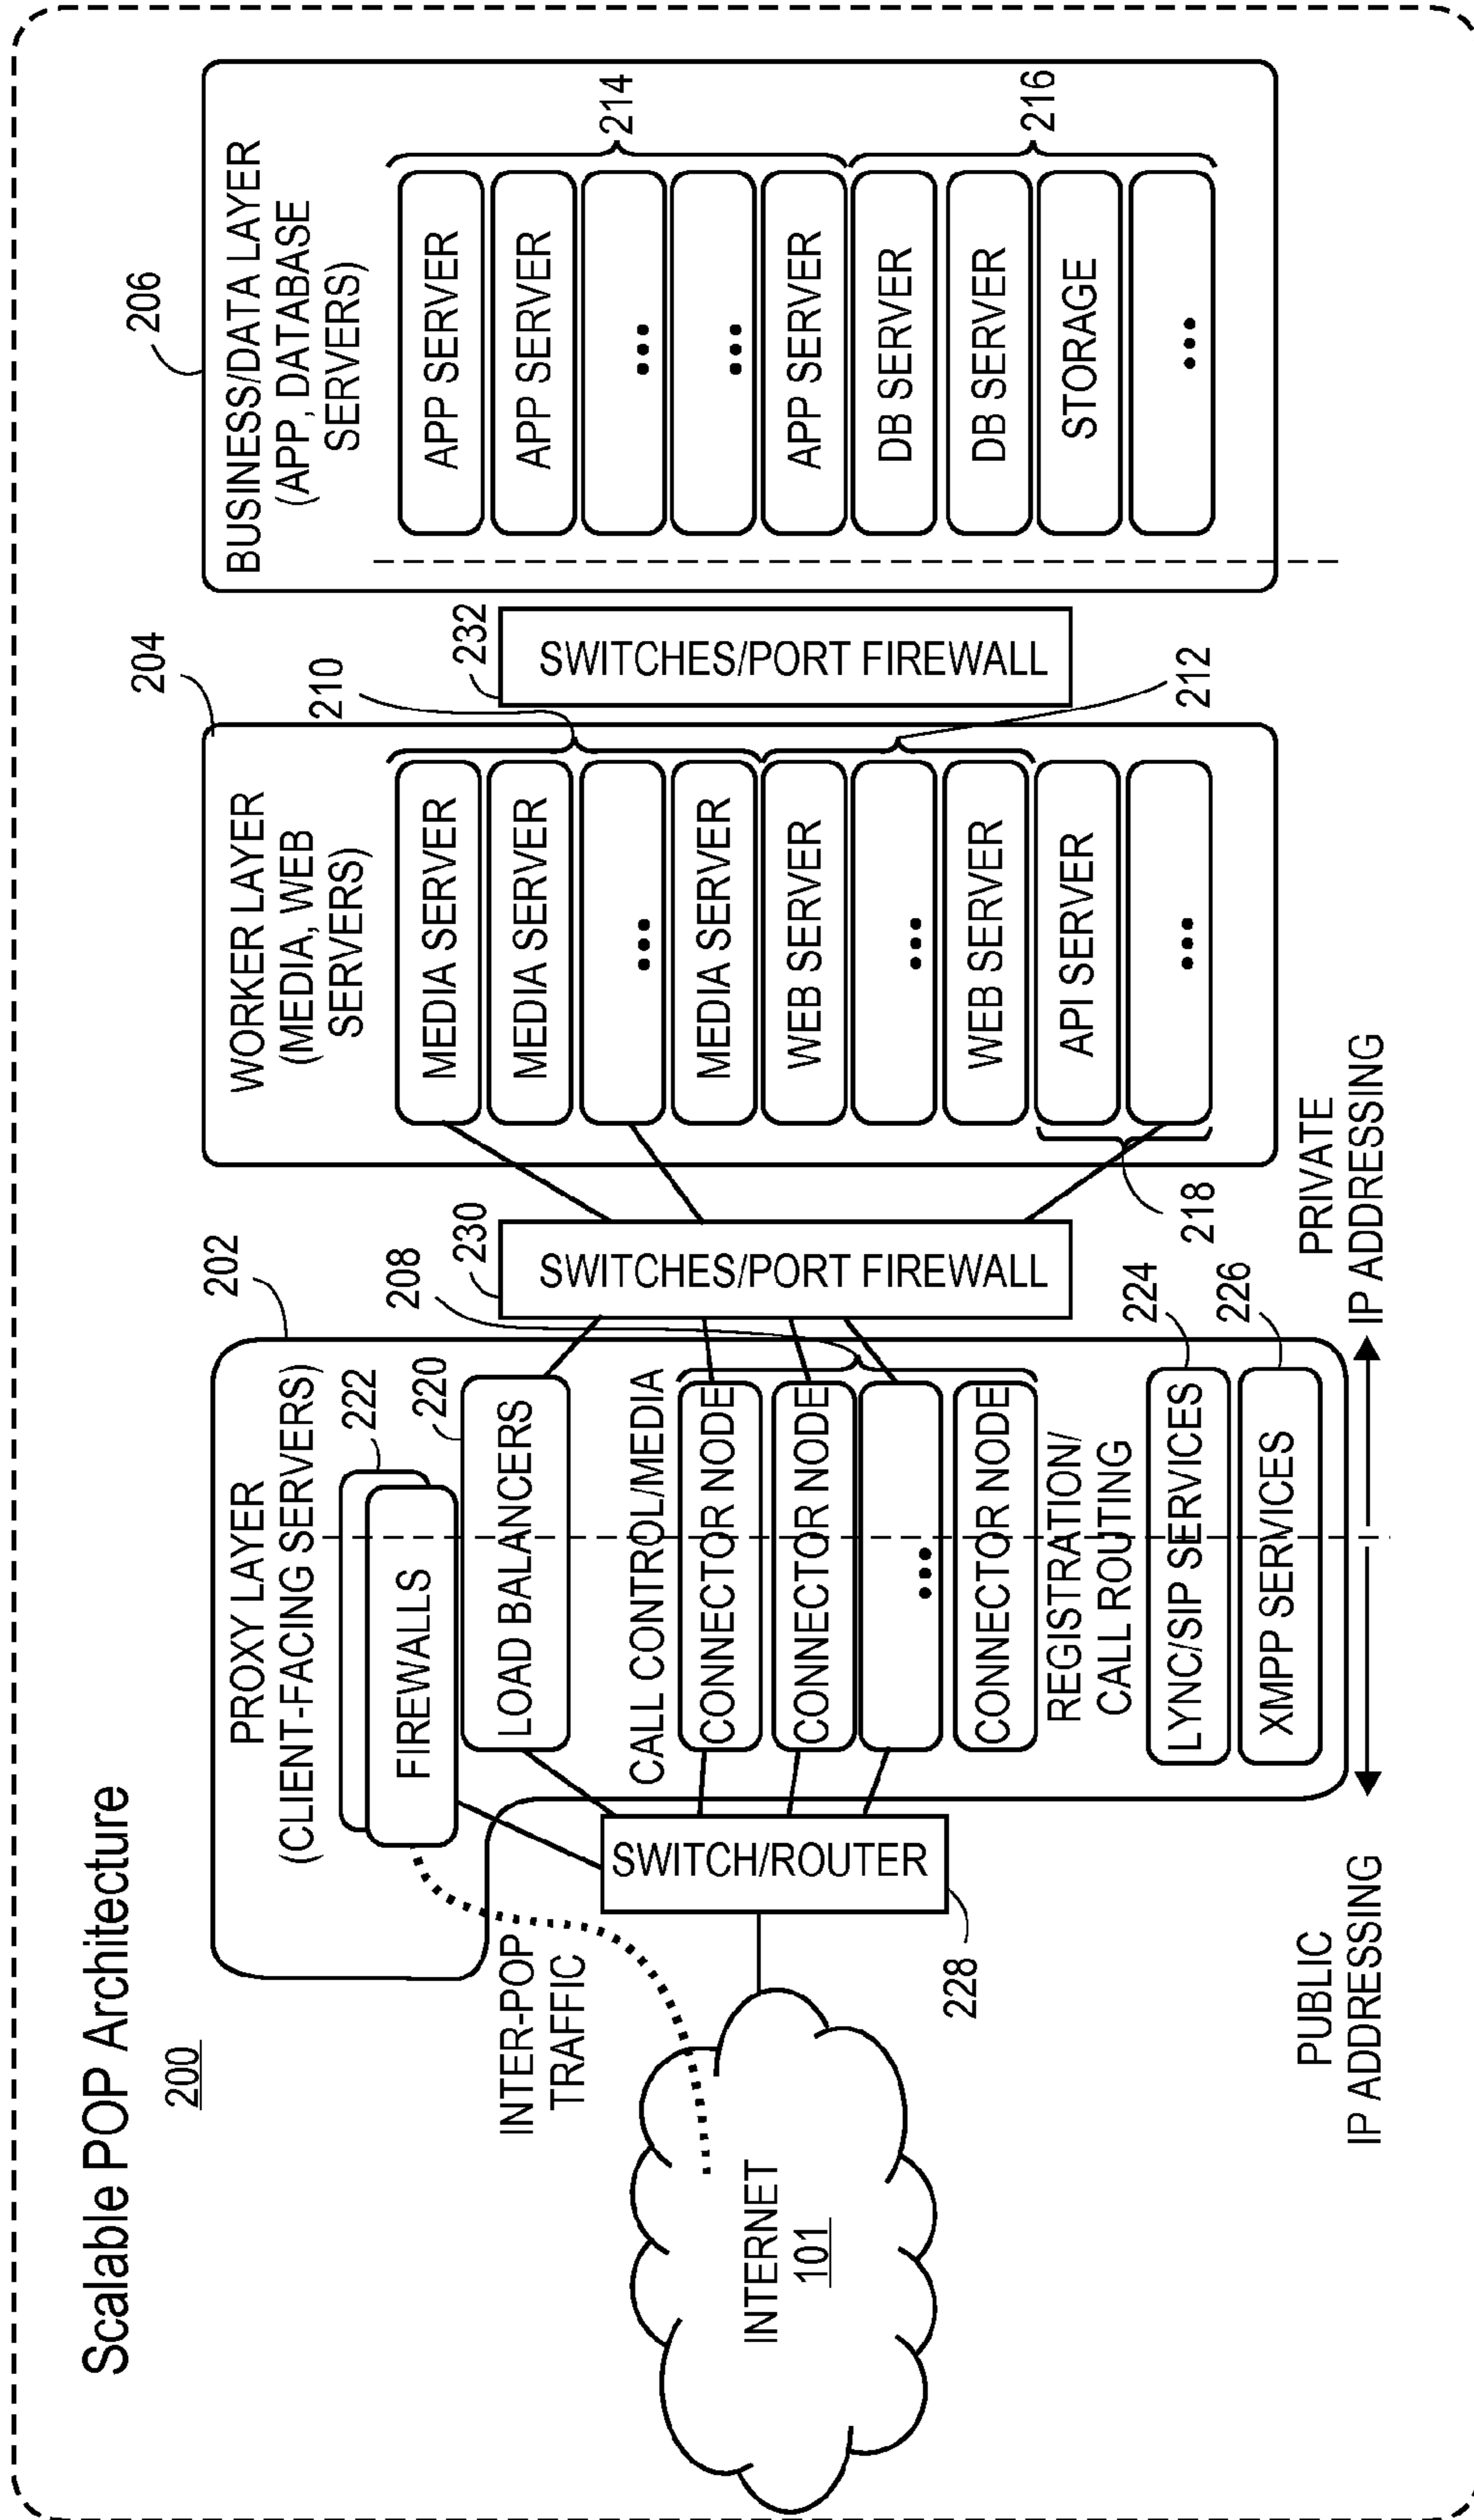 Scalable POP Architecture
200
INTERNET
101
INTER-POP
TRAFFIC
SWITCH/ROUTER
228
PUBLIC
IP ADDRESSING
202
PROXY LAYER
(CLIENT-FACING SERVERS)
222
FIREWALLS
220
LOAD BALANCERS
CALL CONTROL/MEDIA
208
CONNECTOR NODE
CONNECTOR NODE
...
CONNECTOR NODE
REGISTRATION/
CALL ROUTING
LYNC/SIP SERVICES
224
XMPP SERVICES
226
230
SWITCHES/PORT FIREWALL
PRIVATE
IP ADDRESSING
204
WORKER LAYER
(MEDIA, WEB
SERVERS)
210
MEDIA SERVER
MEDIA SERVER
...
MEDIA SERVER
WEB SERVER
...
WEB SERVER
212
API SERVER
...
218
232
SWITCHES/PORT FIREWALL
206
BUSINESS/DATA LAYER
(APP, DATABASE
SERVERS)
APP SERVER
APP SERVER
...
...
APP SERVER
214
DB SERVER
DB SERVER
STORAGE
...
216